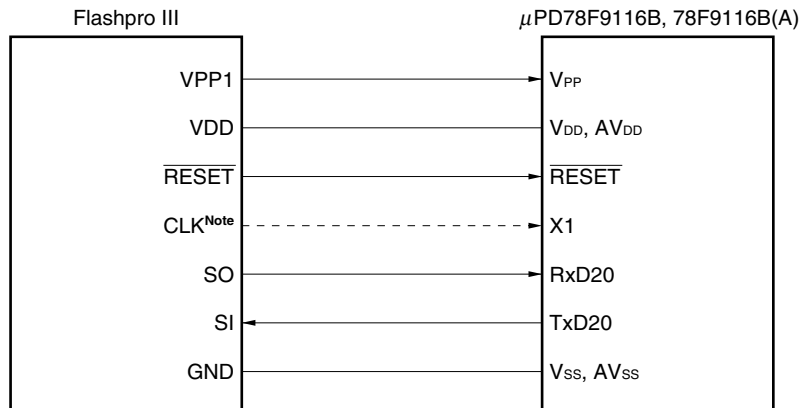 Flashpro III
μPD78F9116B, 78F9116B(A)
VPP1
VPP
VDD
VDD, AVDD
RESET
RESET
CLKNote
X1
SO
RxD20
SI
TxD20
GND
VSS, AVSS